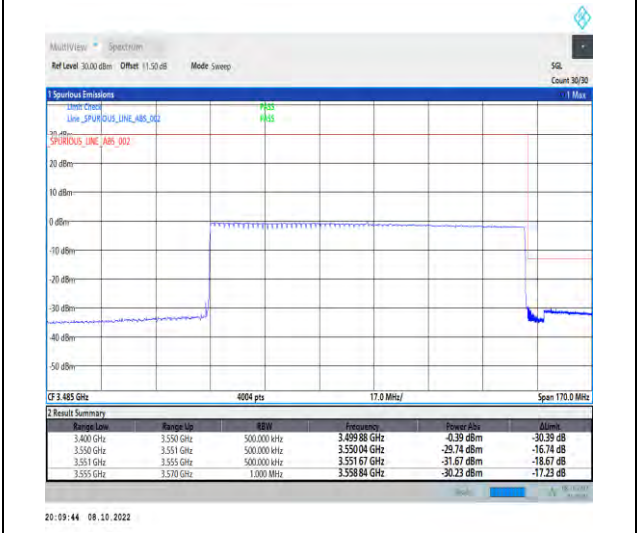 MultiView Spectrum
Ref Level 30.00 dBm Offset 11.50 dB Mode Sweep SGL
Count 30/30
1 Spurious Emissions 1 Max
Limit Check PASS
Line _SPURIOUS_LINE_ABS_002 PASS
30 dBm
_SPURIOUS_LINE_ABS_002
20 dBm
10 dBm
0 dBm
-10 dBm
-20 dBm
-30 dBm
-40 dBm
-50 dBm
CF 3.485 GHz 4004 pts 17.0 MHz/ Span 170.0 MHz
2 Result Summary
Range Low Range Up RBW Frequency Power Abs ΔLimit
3.400 GHz 3.550 GHz 500.000 kHz 3.499 88 GHz -0.39 dBm -30.39 dB
3.550 GHz 3.551 GHz 500.000 kHz 3.550 04 GHz -29.74 dBm -16.74 dB
3.551 GHz 3.555 GHz 500.000 kHz 3.551 67 GHz -31.67 dBm -18.67 dB
3.555 GHz 3.570 GHz 1.000 MHz 3.558 84 GHz -30.23 dBm -17.23 dB
20:09:44 08.10.2022